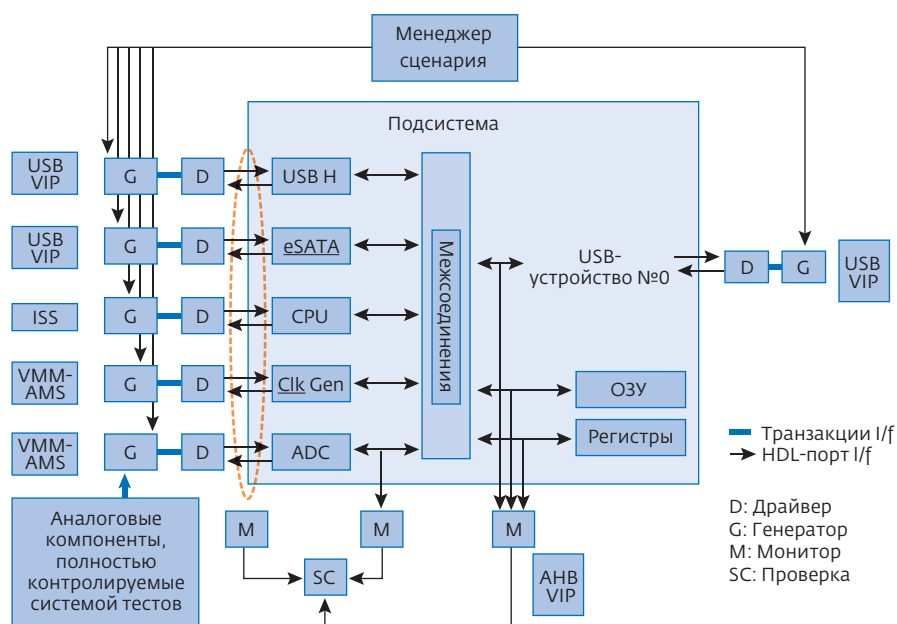 Менеджер
сценария
Подсистема
USB
VIP
G
D
USB H
USB
VIP
G
D
eSATA
ISS
G
D
CPU
VMM-
AMS
G
D
Clk Gen
VMM-
AMS
G
D
ADC
Межсоединения
USB-
устройство №0
D
G
USB
VIP
ОЗУ
Регистры
Транзакции I/f
HDL-порт I/f
Аналоговые
компоненты,
полностью
контролируемые
системой тестов
M
M
M
SC
AHB
VIP
D: Драйвер
G: Генератор
M: Монитор
SC: Проверка